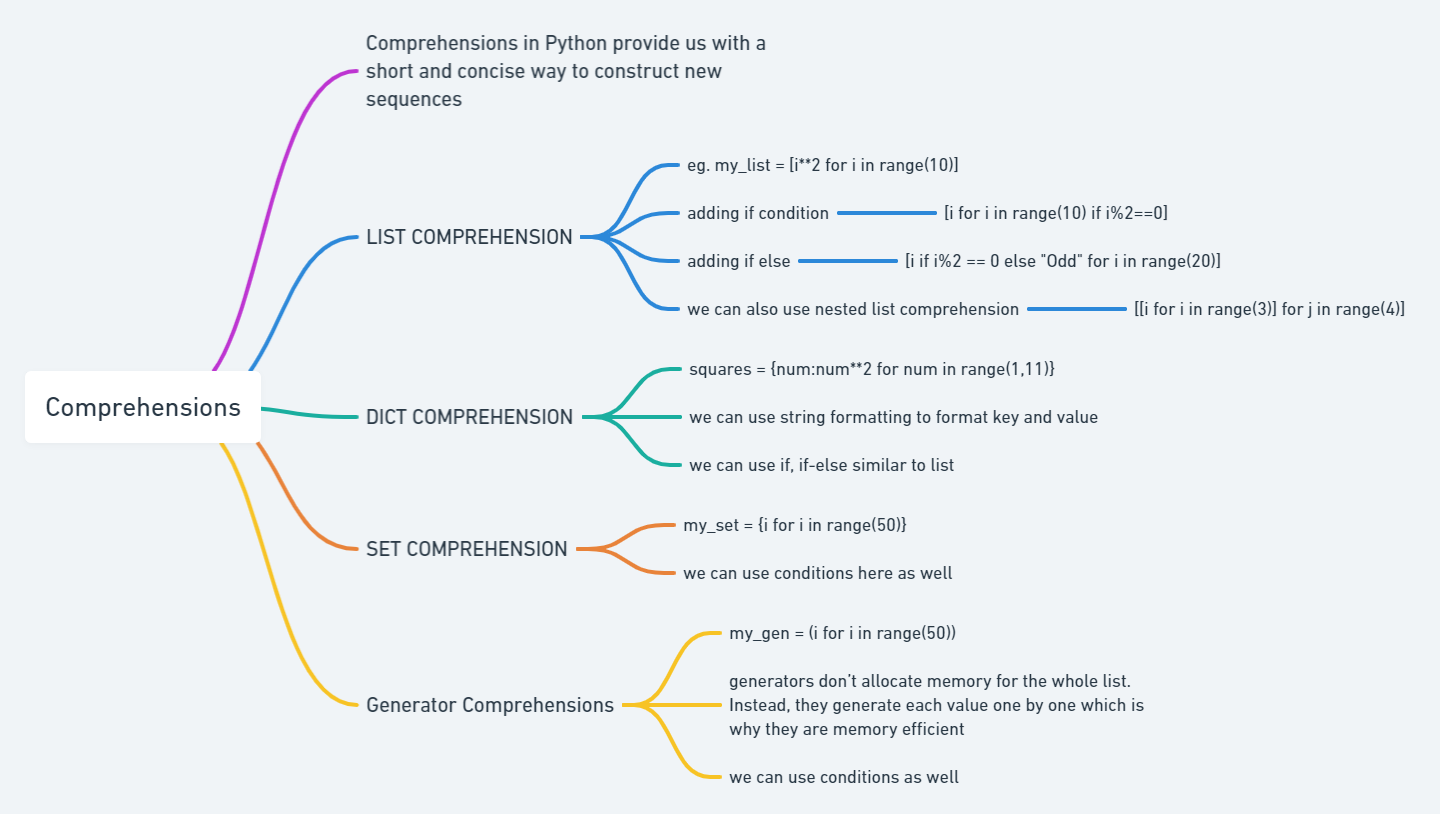 Comprehensions in Python provide us with a
short and concise way to construct new
sequences
eg. my_list = [i**2 for i in range(10)]
adding if condition [i for i in range(10) if i%2==0]
LIST COMPREHENSION
adding if else [i if i%2 == 0 else "Odd" for i in range(20)]
we can also use nested list comprehension [[i for i in range(3)] for j in range(4)]
squares = {num:num**2 for num in range(1,11)}
Comprehensions
DICT COMPREHENSION we can use string formatting to format key and value
we can use if, if-else similar to list
my_set = {i for i in range(50)}
SET COMPREHENSION
we can use conditions here as well
my_gen = (i for i in range(50))
generators don’t allocate memory for the whole list.
Generator Comprehensions Instead, they generate each value one by one which is
why they are memory efficient
we can use conditions as well